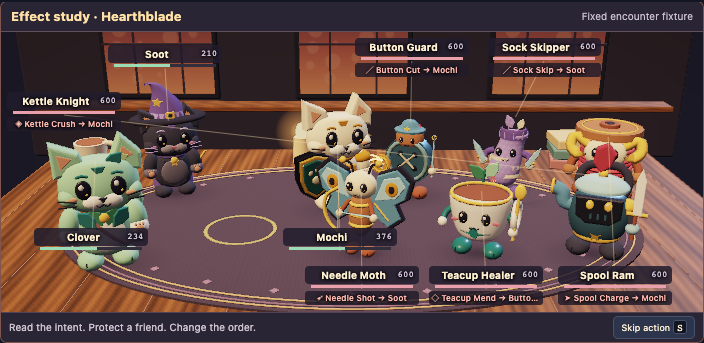 Effect study · Hearthblade
Fixed encounter fixture
Soot 210
Button Guard 600
Button Cut → Mochi
Sock Skipper 600
Sock Skip → Soot
Kettle Knight 600
Kettle Crush → Mochi
Clover 234
Mochi 376
Needle Moth 600
Needle Shot → Soot
Teacup Healer 600
Teacup Mend → Butto...
Spool Ram 600
Spool Charge → Mochi
Read the intent. Protect a friend. Change the order.
Skip action S